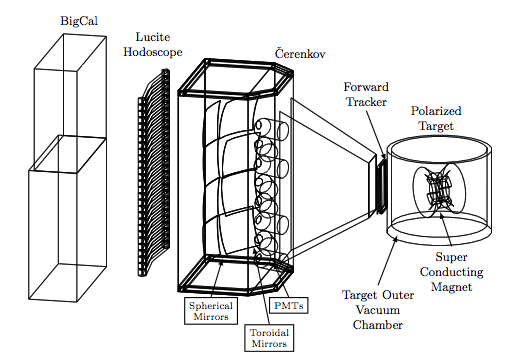 BigCal
Lucite
Hodoscope
Čerenkov
Forward
Tracker
Polarized
Target
Super
Conducting
Magnet
Target Outer
Vacuum
Chamber
Spherical
Mirrors
PMTs
Toroidal
Mirrors